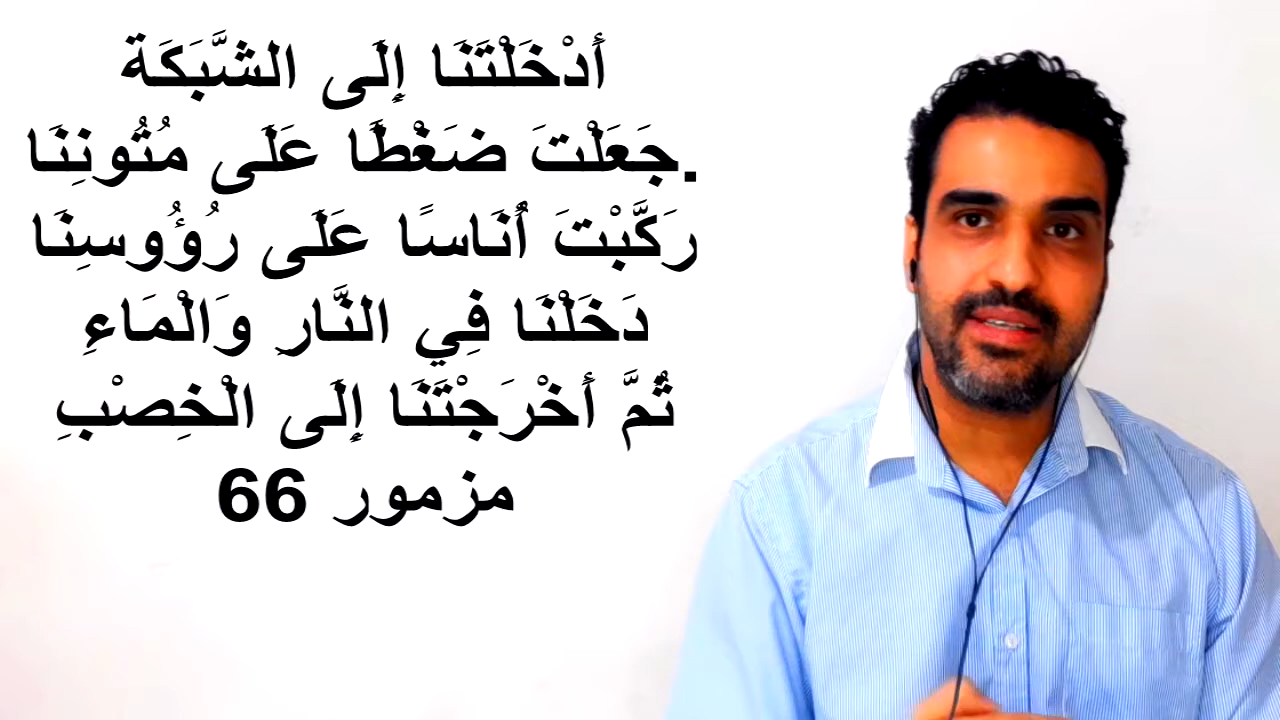 أَدْخَلْتَنَا إِلَى الشَّبَكَة
جَعَلْتَ ضَغْطًا عَلَى مُتُونِنَا.
رَكَّبْتَ أُنَاسًا عَلَى رُؤُوسِنَا
دَخَلْنَا فِي النَّارِ وَالْمَاءِ
ثُمَّ أَخْرَجْتَنَا إِلَى الْخِصْبِ
مزمور 66